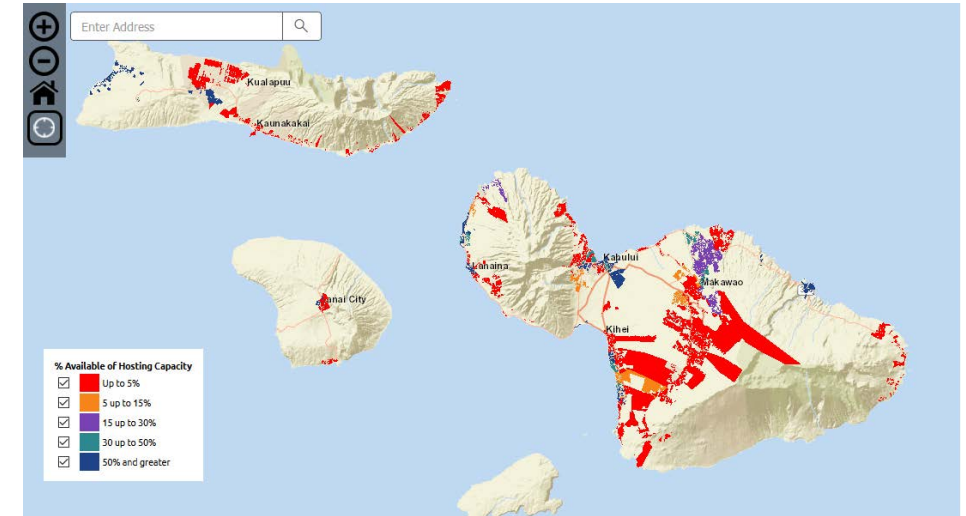 Enter Address
Kualapuu
Kaunakakai
Lahaina
Kahului
Makawao
Lanai City
Kihei
% Available of Hosting Capacity
Up to 5%
5 up to 15%
15 up to 30%
30 up to 50%
50% and greater